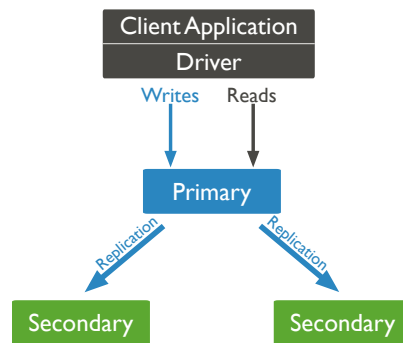 Client Application
Driver
Writes Reads
Primary
Replication Replication
Secondary Secondary